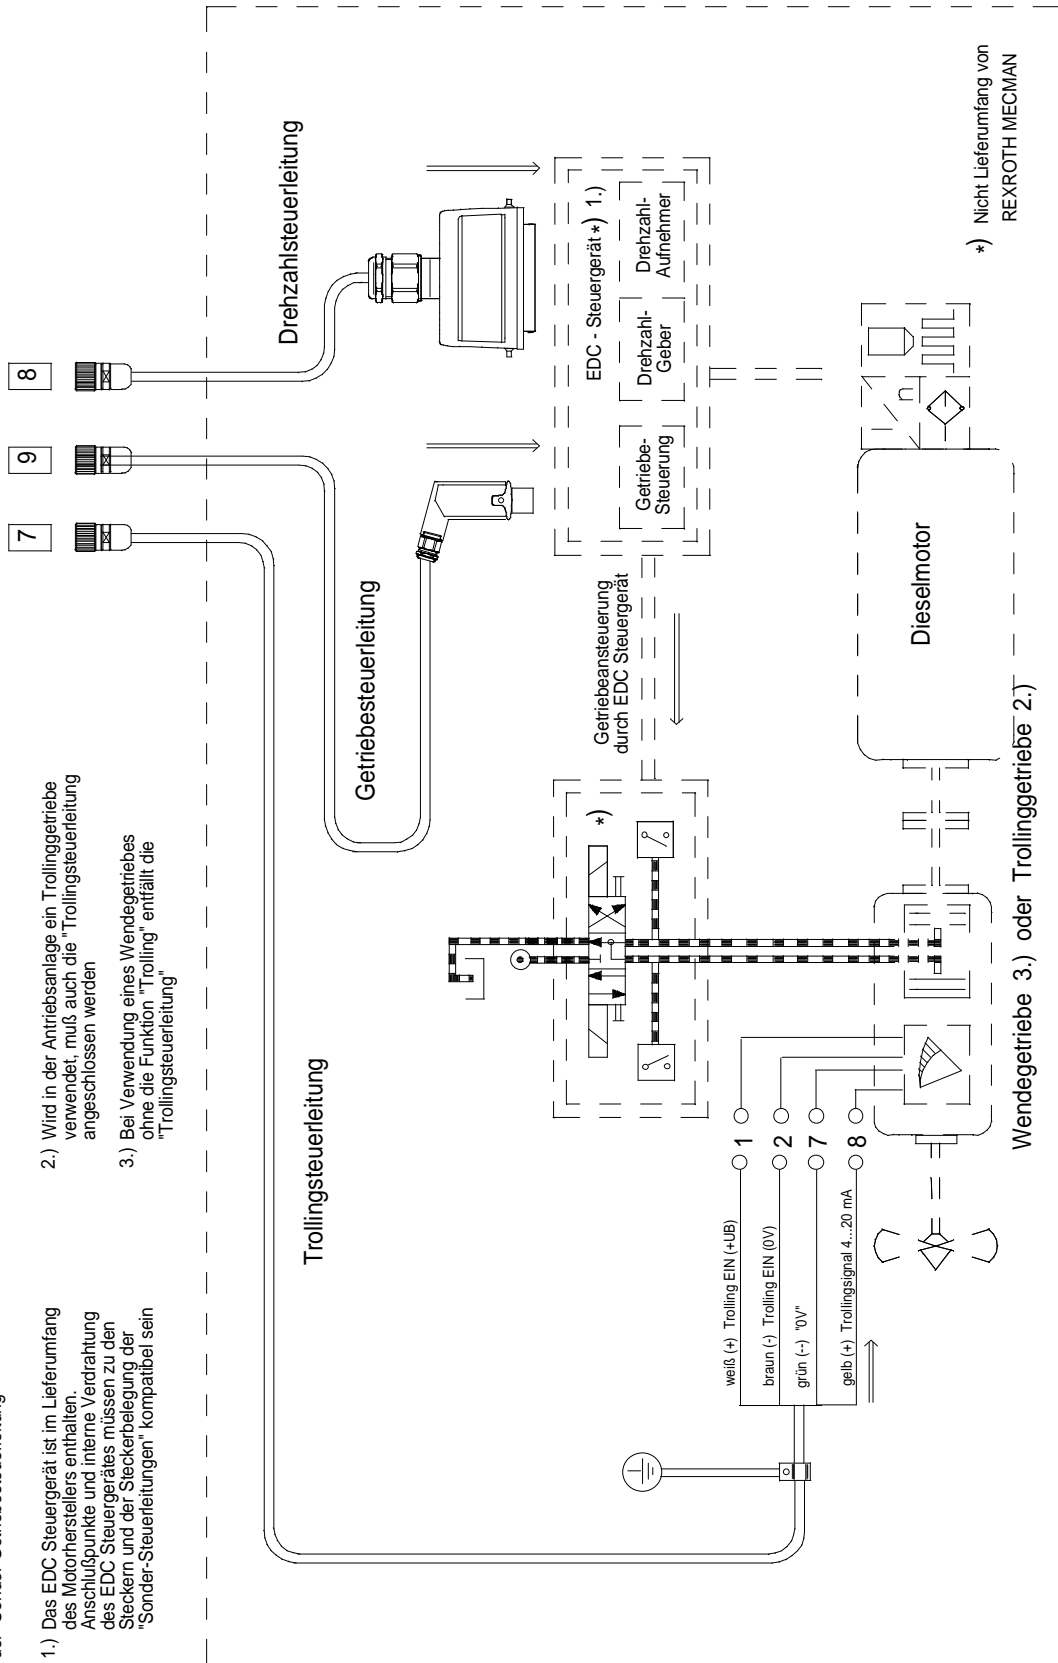 der "Sonder-Getriebesteuerleitung"
1.) Das EDC Steuergerät ist im Lieferumfang
des Motorherstellers enthalten.
Anschlußpunkte und interne Verdrahtung
des EDC Steuergerätes müssen zu den
Steckern und der Steckerbelegung der
"Sonder-Steuerleitungen" kompatibel sein
2.) Wird in der Antriebsanlage ein Trollinggetriebe
verwendet, muß auch die "Trollingsteuerleitung
angeschlossen werden
3.) Bei Verwendung eines Wendegetriebes
ohne die Funktion "Trolling" entfällt die
"Trollingsteuerleitung"
7
9
8
Trollingsteuerleitung
Getriebesteuerleitung
Drehzahlsteuerleitung
EDC - Steuergerät *) 1.)
Getriebe-
Steuerung
Drehzahl-
Geber
Drehzahl-
Aufnehmer
Getriebeansteuerung
durch EDC Steuergerät
*)
weiß (+) Trolling EIN (+UB)
1
braun (-) Trolling EIN (0V)
2
grün (--) "0V"
7
gelb (+) Trollingsignal 4...20 mA
8
Dieselmotor
n
Wendegetriebe 3.) oder Trollinggetriebe 2.)
*) Nicht Lieferumfang von
REXROTH MECMAN